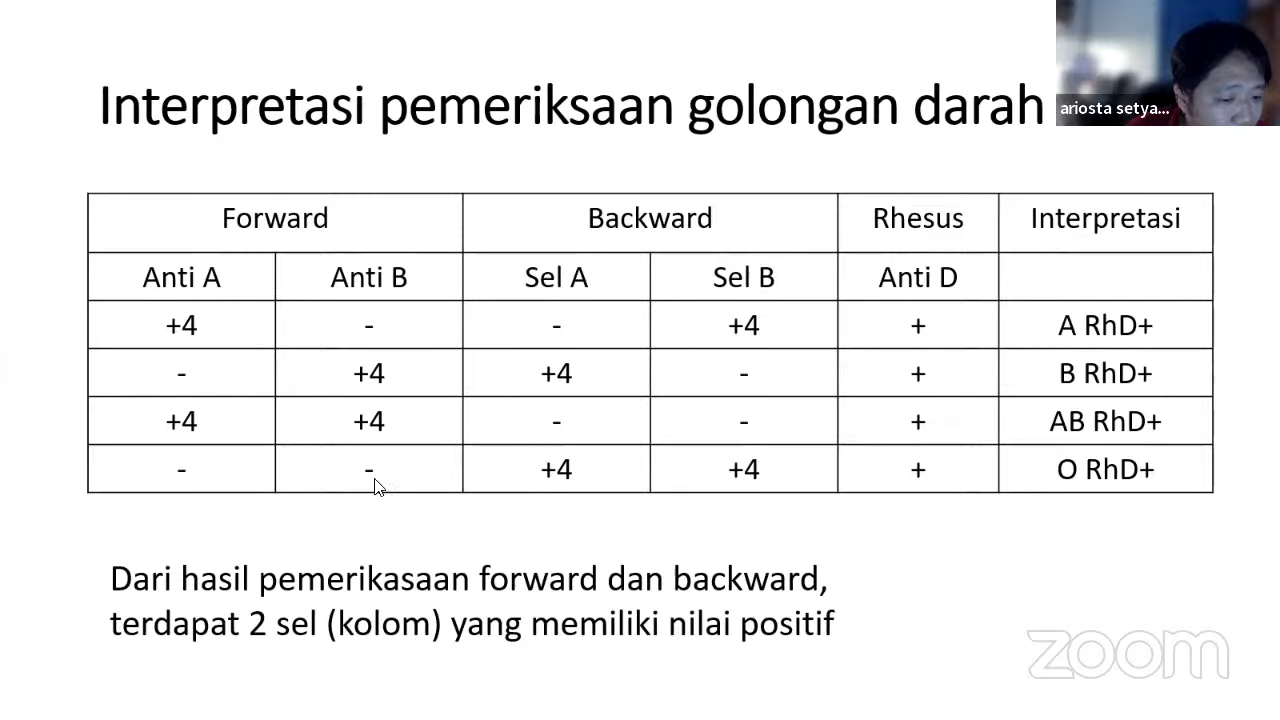 Interpretasi pemeriksaan golongan darah
ariosta setya...
Forward Backward Rhesus Interpretasi
Anti A Anti B Sel A Sel B Anti D
+4 - - +4 + A RhD+
- +4 +4 - + B RhD+
+4 +4 - - + AB RhD+
- - +4 +4 + O RhD+
Dari hasil pemerikasaan forward dan backward,
terdapat 2 sel (kolom) yang memiliki nilai positif
zoom